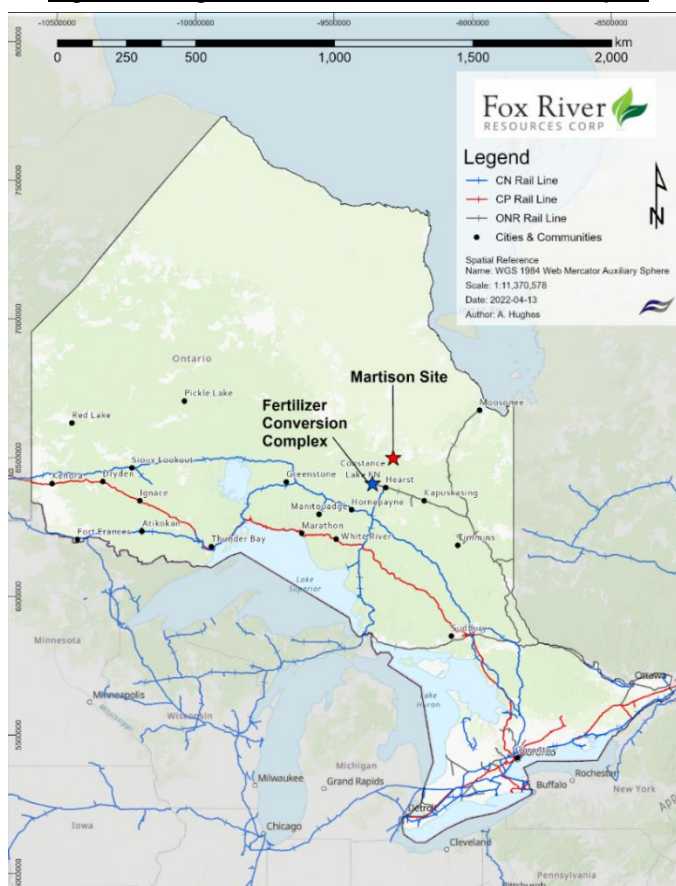 -10500000 -10000000 -9500000 -9000000 -8500000
km
0 250 500 1,000 1,500 2,000
8000000
7500000
7000000
6500000
6000000
5500000
Fox River
RESOURCES CORP
Legend
CN Rail Line
CP Rail Line
ONR Rail Line
Cities & Communities
N
Spatial Reference
Name: WGS 1984 Web Mercator Auxiliary Sphere
Scale: 1:11,370,578
Date: 2022-04-13
Author: A. Hughes
Ontario
Martison Site
Pickle Lake
Fertilizer
Conversion
Complex
Moosonee
Red Lake
Constance
Lake FN
Sioux Lookout
Kenora
Dryden
Greenstone
Hearst
Ignace
Kapuskasing
Manitouadge
Hornepayne
Fort Frances
Atikokan
Marathon
White River
Thunder Bay
Timmins
Lake
Superior
Minnesota
Sudbury
Ottawa
Minneapolis
Mississippi
Wisconsin
Lake
Huron
Michigan
Toronto
Milwaukee
Grand Rapids
Rochester
Buffalo
New York
Detroit
Iowa
Chicago
Cleveland
Pennsylvania
Pittsburgh